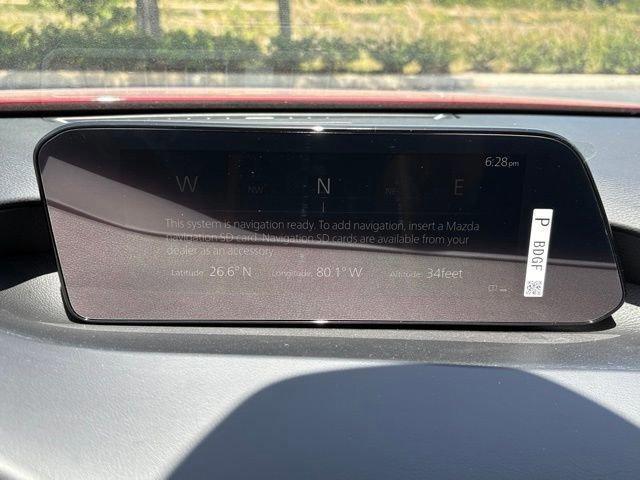 6:28pm
W NW N NE E
This system is navigation ready. To add navigation, insert a Mazda
Navigation SD card. Navigation SD cards are available from your
dealer as an accessory.
Latitude: 26.6°N Longitude: 80.1°W Altitude: 34feet
P BDGF